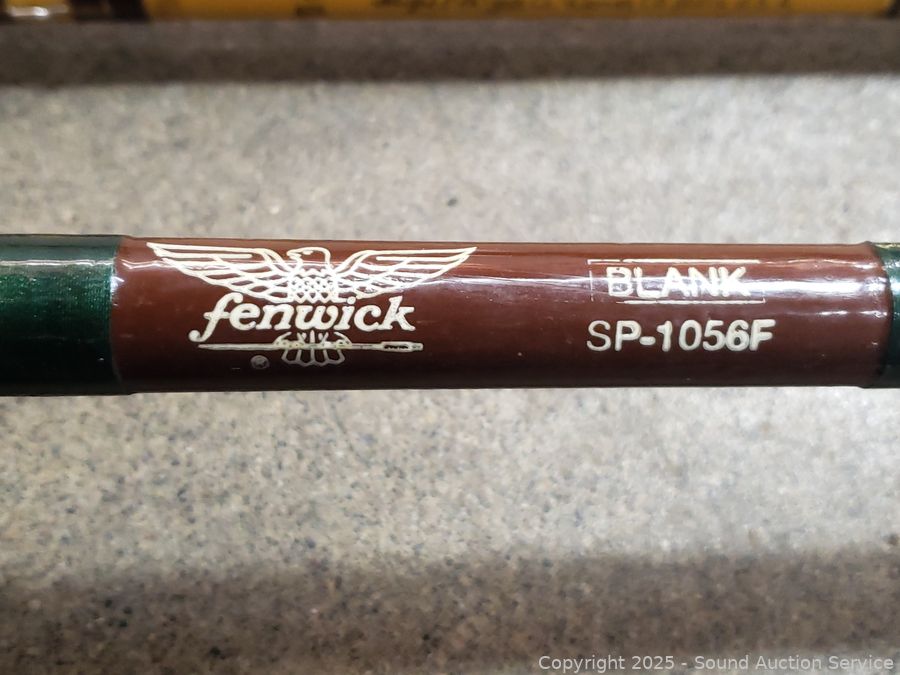 fenwick
®
BLANK
SP-1056F
Copyright 2025 - Sound Auction Service